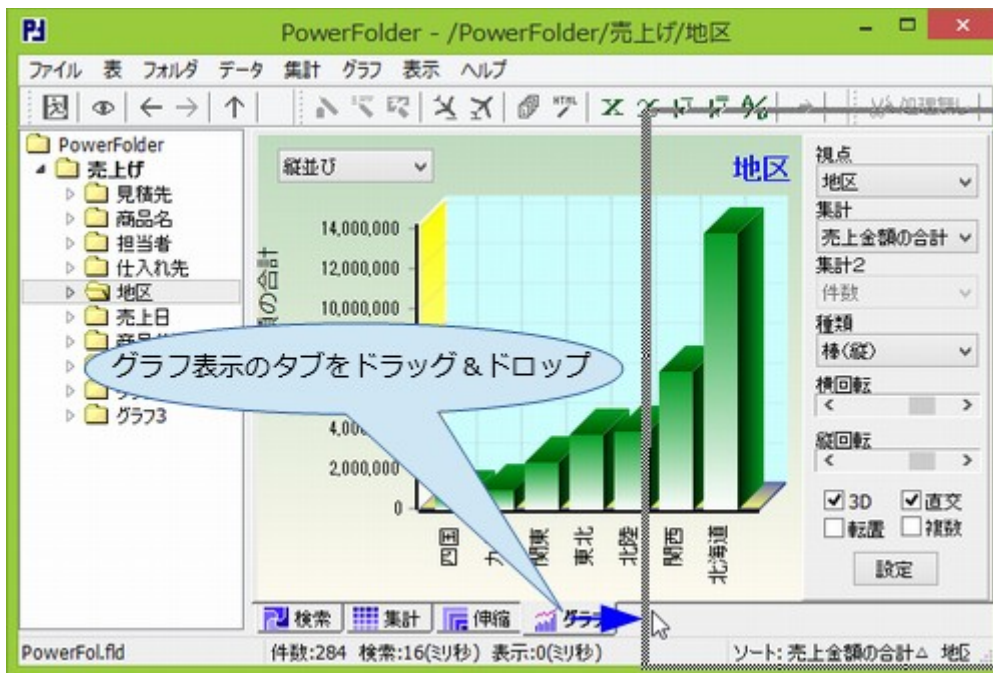 PowerFolder - /PowerFolder/売上げ/地区
ファイル 表 フォルダ データ 集計 グラフ 表示 ヘルプ
HTML
PowerFolder
売上げ
見積先
商品名
担当者
仕入れ先
地区
売上日
グラフ3
縦並び
地区
14,000,000
12,000,000
10,000,000
2,000,000
0
の合計
グラフ表示のタブをドラッグ&ドロップ
四国
関東
東北
北陸
関西
北海道
視点
地区
集計
売上金額の合計
集計2
件数
種類
棒(縦)
横回転
縦回転
3D 直交
転置 複数
設定
検索 集計 伸縮 グラフ
PowerFol.fld 件数:284 検索:16(ミリ秒) 表示:0(ミリ秒) ソート: 売上金額の合計△ 地区